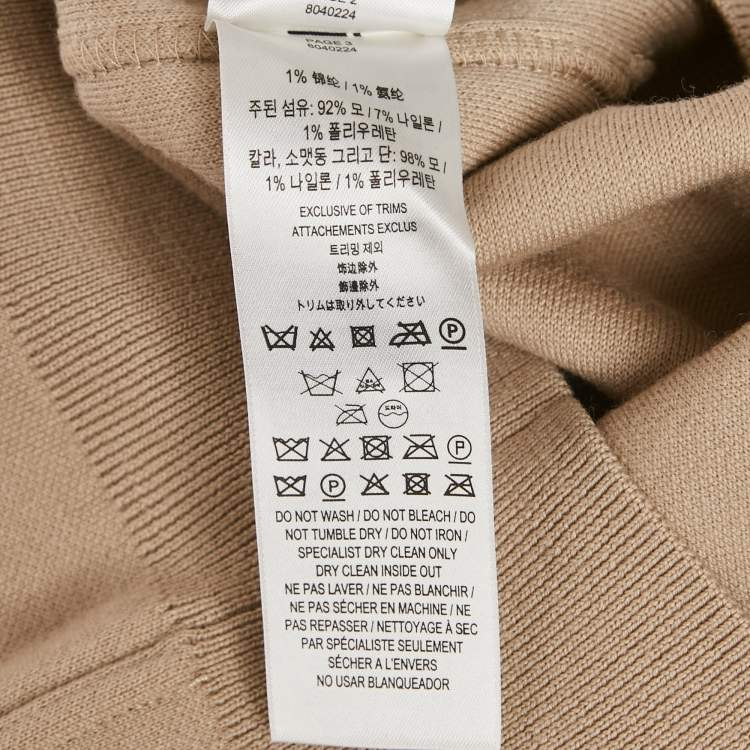 8040224
PAGE 3
8040224
1% 锦纶 / 1% 氨纶
주된 섬유: 92% 모 / 7% 나일론 /
1% 폴리우레탄
칼라, 소맷동 그리고 단: 98% 모 /
1% 나일론 / 1% 폴리우레탄
EXCLUSIVE OF TRIMS
ATTACHEMENTS EXCLUS
트리밍 제외
饰边除外
飾邊除外
トリムは取り外してください
P
드라이
P
P
DO NOT WASH / DO NOT BLEACH / DO
NOT TUMBLE DRY / DO NOT IRON /
SPECIALIST DRY CLEAN ONLY
DRY CLEAN INSIDE OUT
NE PAS LAVER / NE PAS BLANCHIR /
NE PAS SÉCHER EN MACHINE / NE
PAS REPASSER / NETTOYAGE À SEC
PAR SPÉCIALISTE SEULEMENT
SÉCHER A L'ENVERS
NO USAR BLANQUEADOR